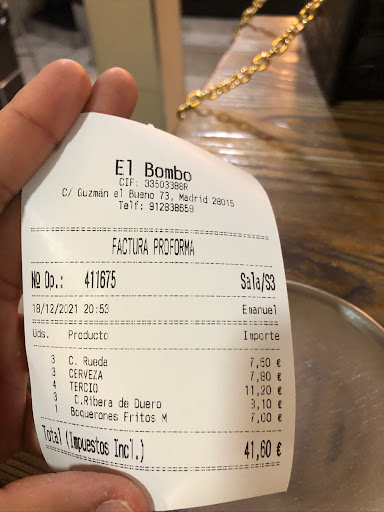 El Bombo
CIF: 33503388R
C/ Guzmán el Bueno 73, Madrid 28015
Telf: 912838659
FACTURA PROFORMA
Nº Op.: 411675 Sala/S3
18/12/2021 20:53 Emanuel
Uds. Producto Importe
3 C. Rueda 7,50 €
3 CERVEZA 7,80 €
4 TERCIO 11,20 €
3 C.Ribera de Duero 8,10 €
1 Boquerones Fritos M 7,00 €
Total (Impuestos Incl.) 41,60 €